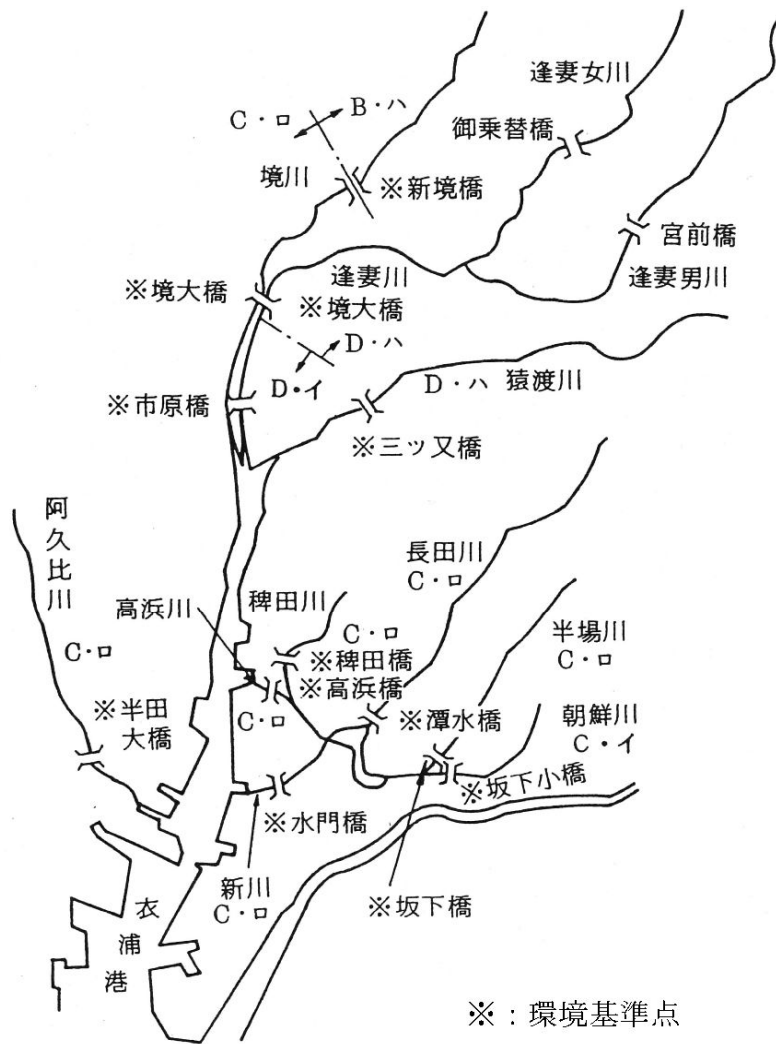 逢妻女川
C・ロ
B・ハ
御乗替橋
境川
※新境橋
宮前橋
逢妻川
逢妻男川
※境大橋
※境大橋
D・ハ
D・イ
D・ハ
猿渡川
※市原橋
※三ッ又橋
阿久比川
長田川
C・ロ
高浜川
稗田川
C・ロ
半場川
C・ロ
C・ロ
※稗田橋
※高浜橋
※半田
大橋
C・ロ
※潭水橋
朝鮮川
C・イ
※坂下小橋
※水門橋
新川
C・ロ
※坂下橋
衣浦港
※：環境基準点